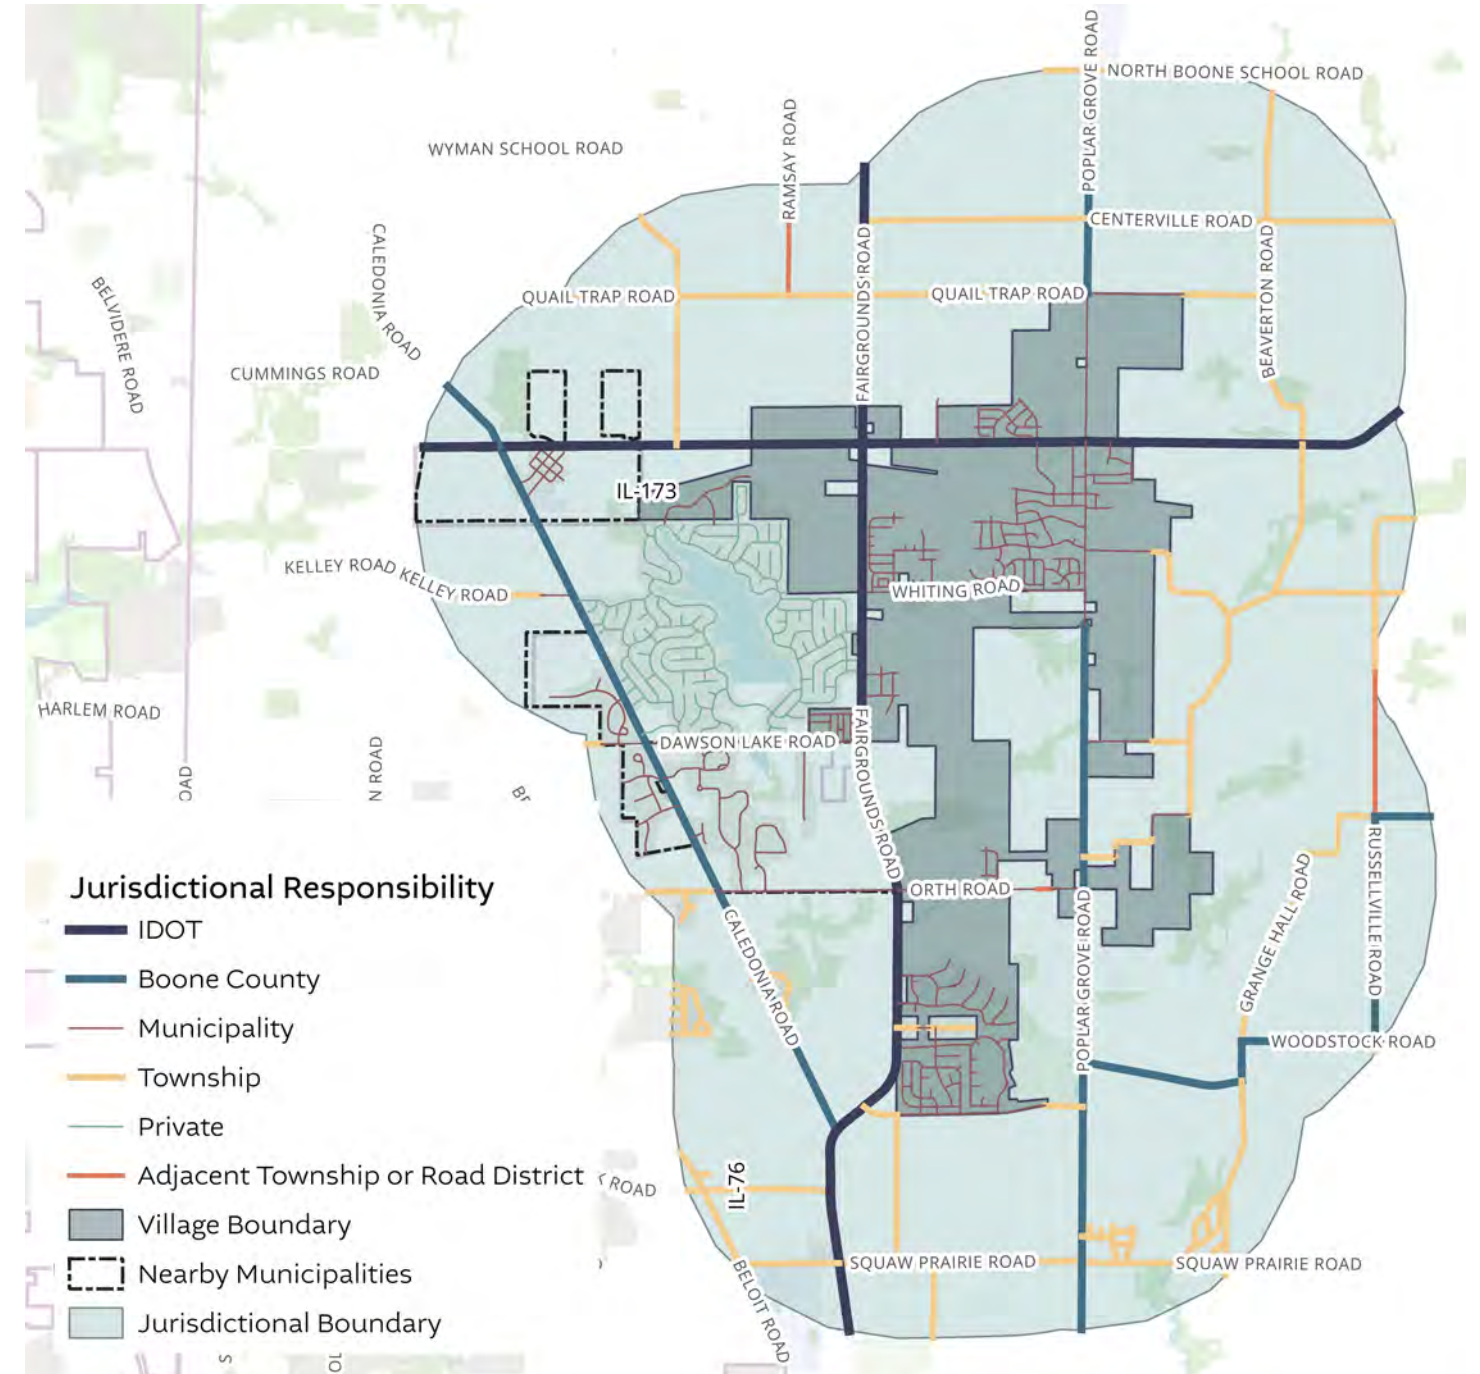 POPLAR GROVE ROAD
NORTH BOONE SCHOOL ROAD
WYMAN SCHOOL ROAD
RAMSAY ROAD
CENTERVILLE ROAD
CALEDONIA ROAD
FAIRGROUNDS ROAD
BEAVERTON ROAD
BELVIDERE ROAD
QUAIL TRAP ROAD
QUAIL TRAP ROAD
CUMMINGS ROAD
IL-173
KELLEY ROAD
KELLEY ROAD
WHITING ROAD
HARLEM ROAD
N ROAD
OAD
BE
DAWSON LAKE ROAD
FAIRGROUNDS ROAD
ORTH ROAD
CALEDONIA ROAD
POPLAR GROVE ROAD
GRANGE HALL ROAD
RUSSELLVILLE ROAD
WOODSTOCK ROAD
Jurisdictional Responsibility
IDOT
Boone County
Municipality
Township
Private
Adjacent Township or Road District
Village Boundary
Nearby Municipalities
Jurisdictional Boundary
ROAD
IL-76
BELOIT ROAD
SQUAW PRAIRIE ROAD
SQUAW PRAIRIE ROAD